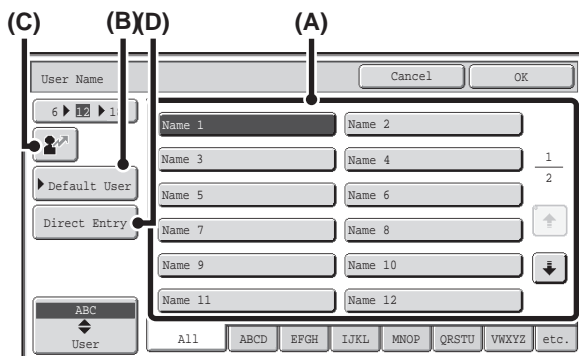 (C) (B) (D) (A)
User Name Cancel OK
6 12 1
Name 1 Name 2
Name 3 Name 4 1
Default User 2
Name 5 Name 6
Direct Entry
Name 7 Name 8
Name 9 Name 10
Name 11 Name 12
ABC
User
All ABCD EFGH IJKL MNOP QRSTU VWXYZ etc.